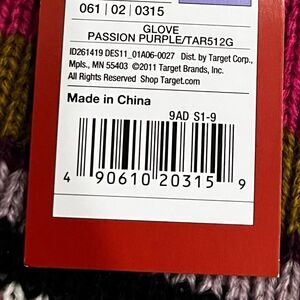 061 | 02 | 0315
GLOVE
PASSION PURPLE/TAR512G
ID261419 DES11_01A06-0027 Dist. by Target Corp.,
Mpls., MN 55403 ©2011 Target Brands, Inc.
All Rights Reserved Shop Target.com
Made in China
9AD S1-9
4 90610 20315 9